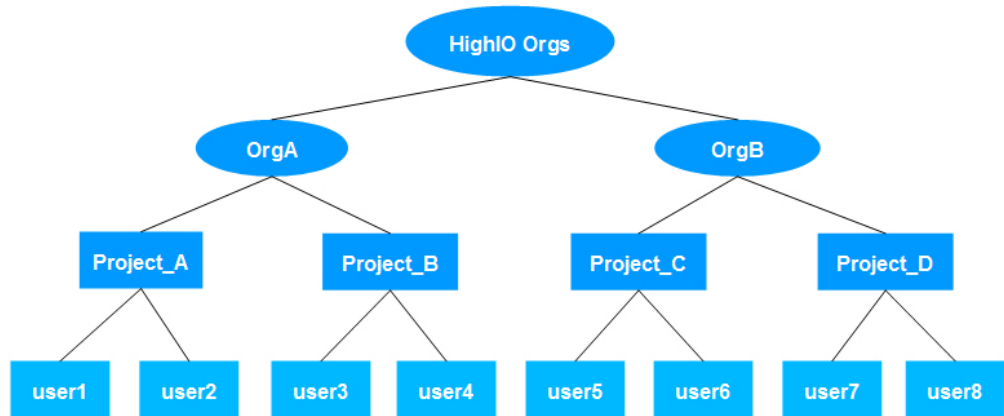 HighIO Orgs
OrgA
OrgB
Project_A
Project_B
Project_C
Project_D
user1
user2
user3
user4
user5
user6
user7
user8